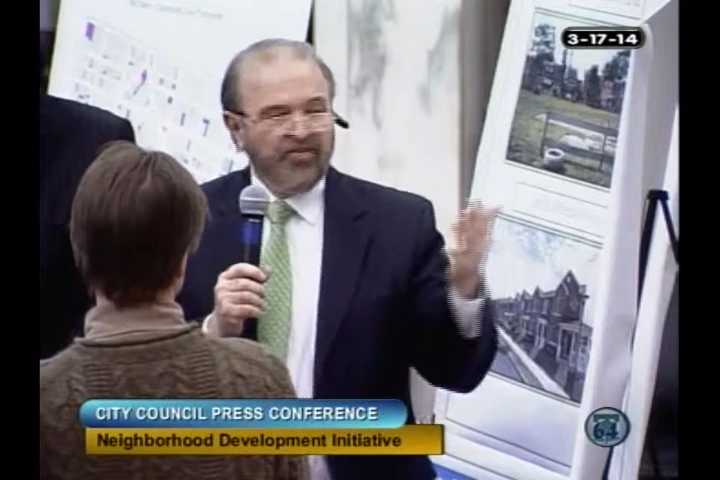 3-17-14
CITY COUNCIL PRESS CONFERENCE
Neighborhood Development Initiative
64